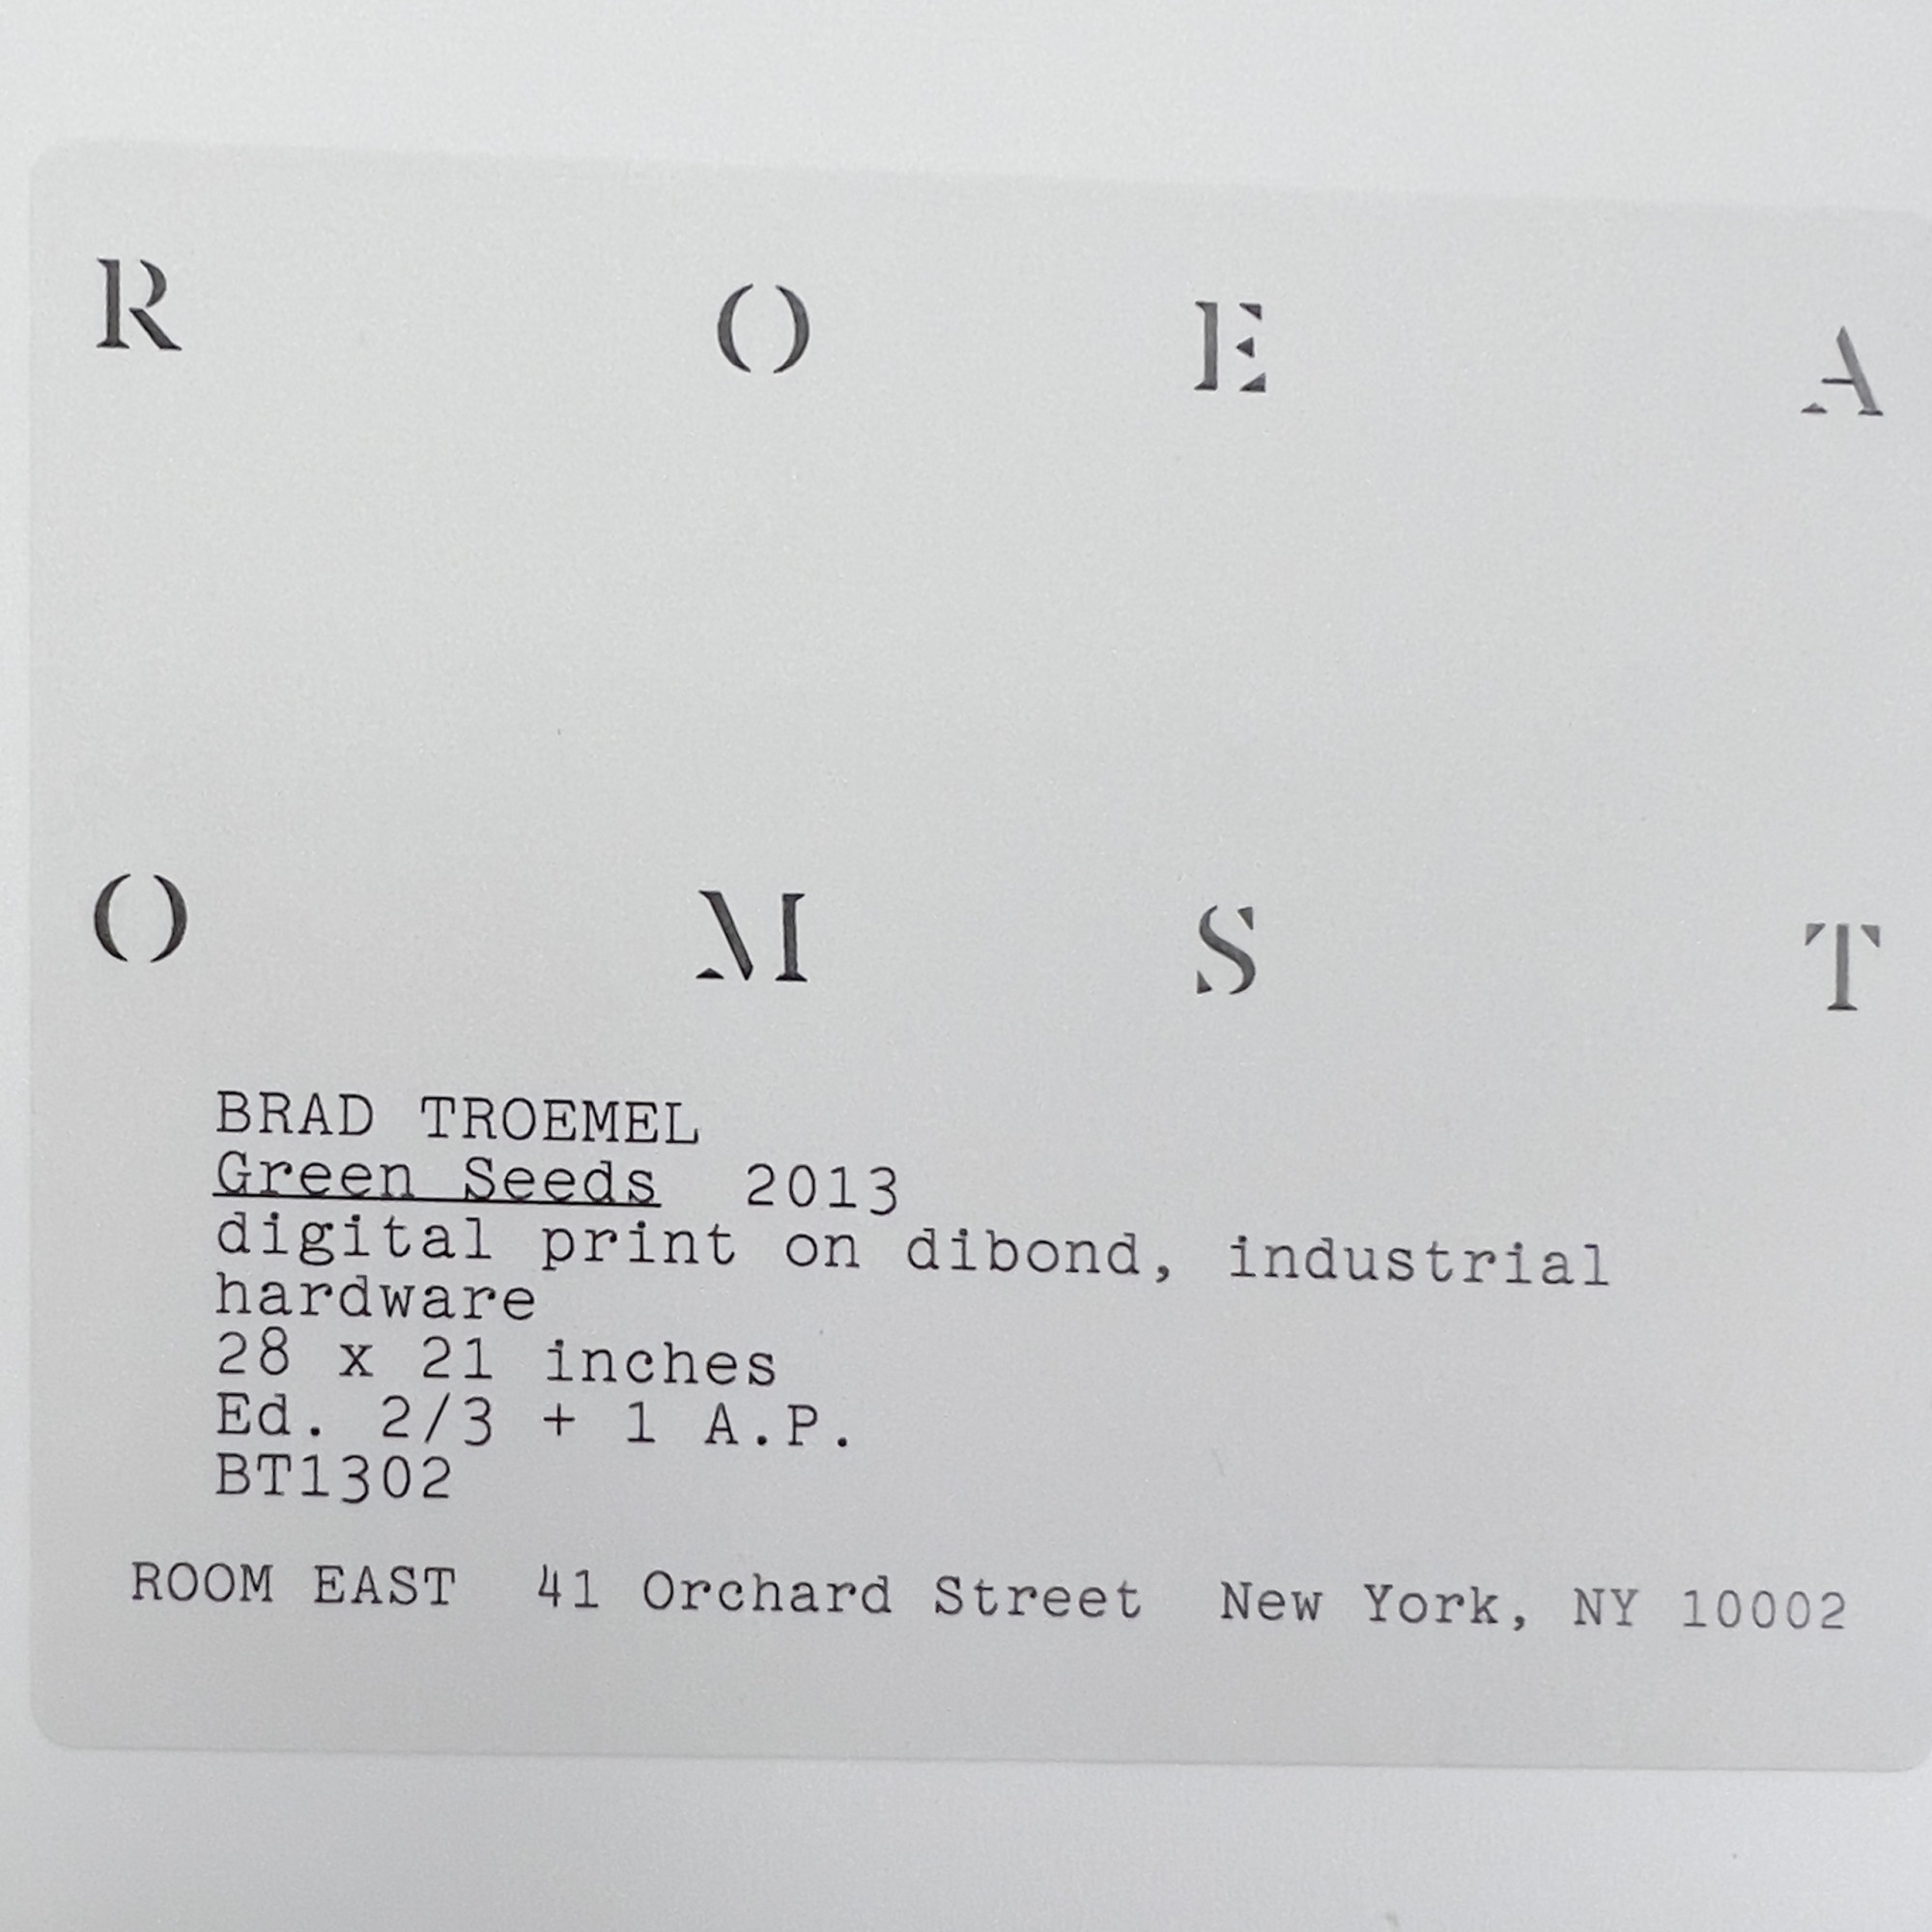 R O E A
O M S T
BRAD TROEMEL
Green Seeds 2013
digital print on dibond, industrial
hardware
28 x 21 inches
Ed. 2/3 + 1 A.P.
BT1302
ROOM EAST 41 Orchard Street New York, NY 10002